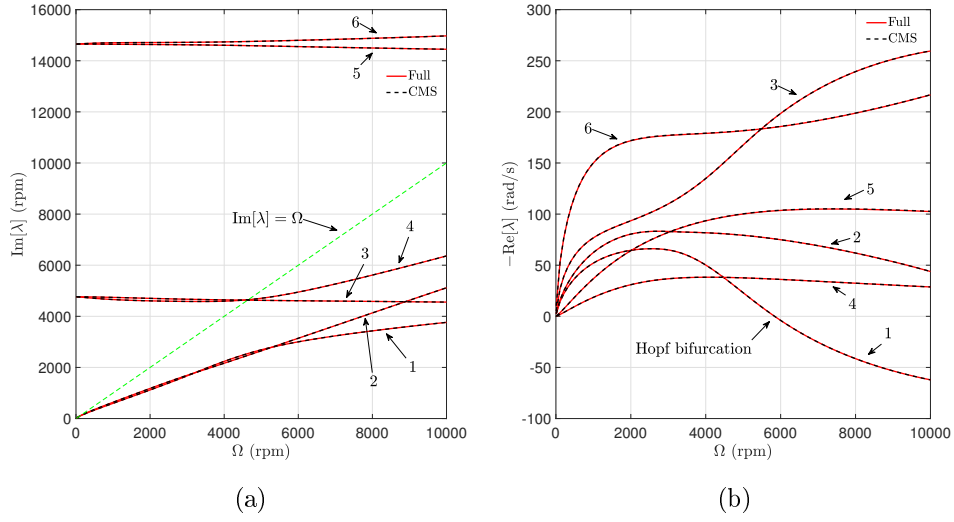 16000
14000
12000
10000
8000
6000
4000
2000
0
Im[λ] (rpm)
0 2000 4000 6000 8000 10000
Ω (rpm)
6
5
Full
CMS
Im[λ] = Ω
4
3
1
2
(a)
300
250
200
150
100
50
0
-50
-100
−Re[λ] (rad/s)
0 2000 4000 6000 8000 10000
Ω (rpm)
Full
CMS
3
6
5
2
4
Hopf bifurcation
1
(b)